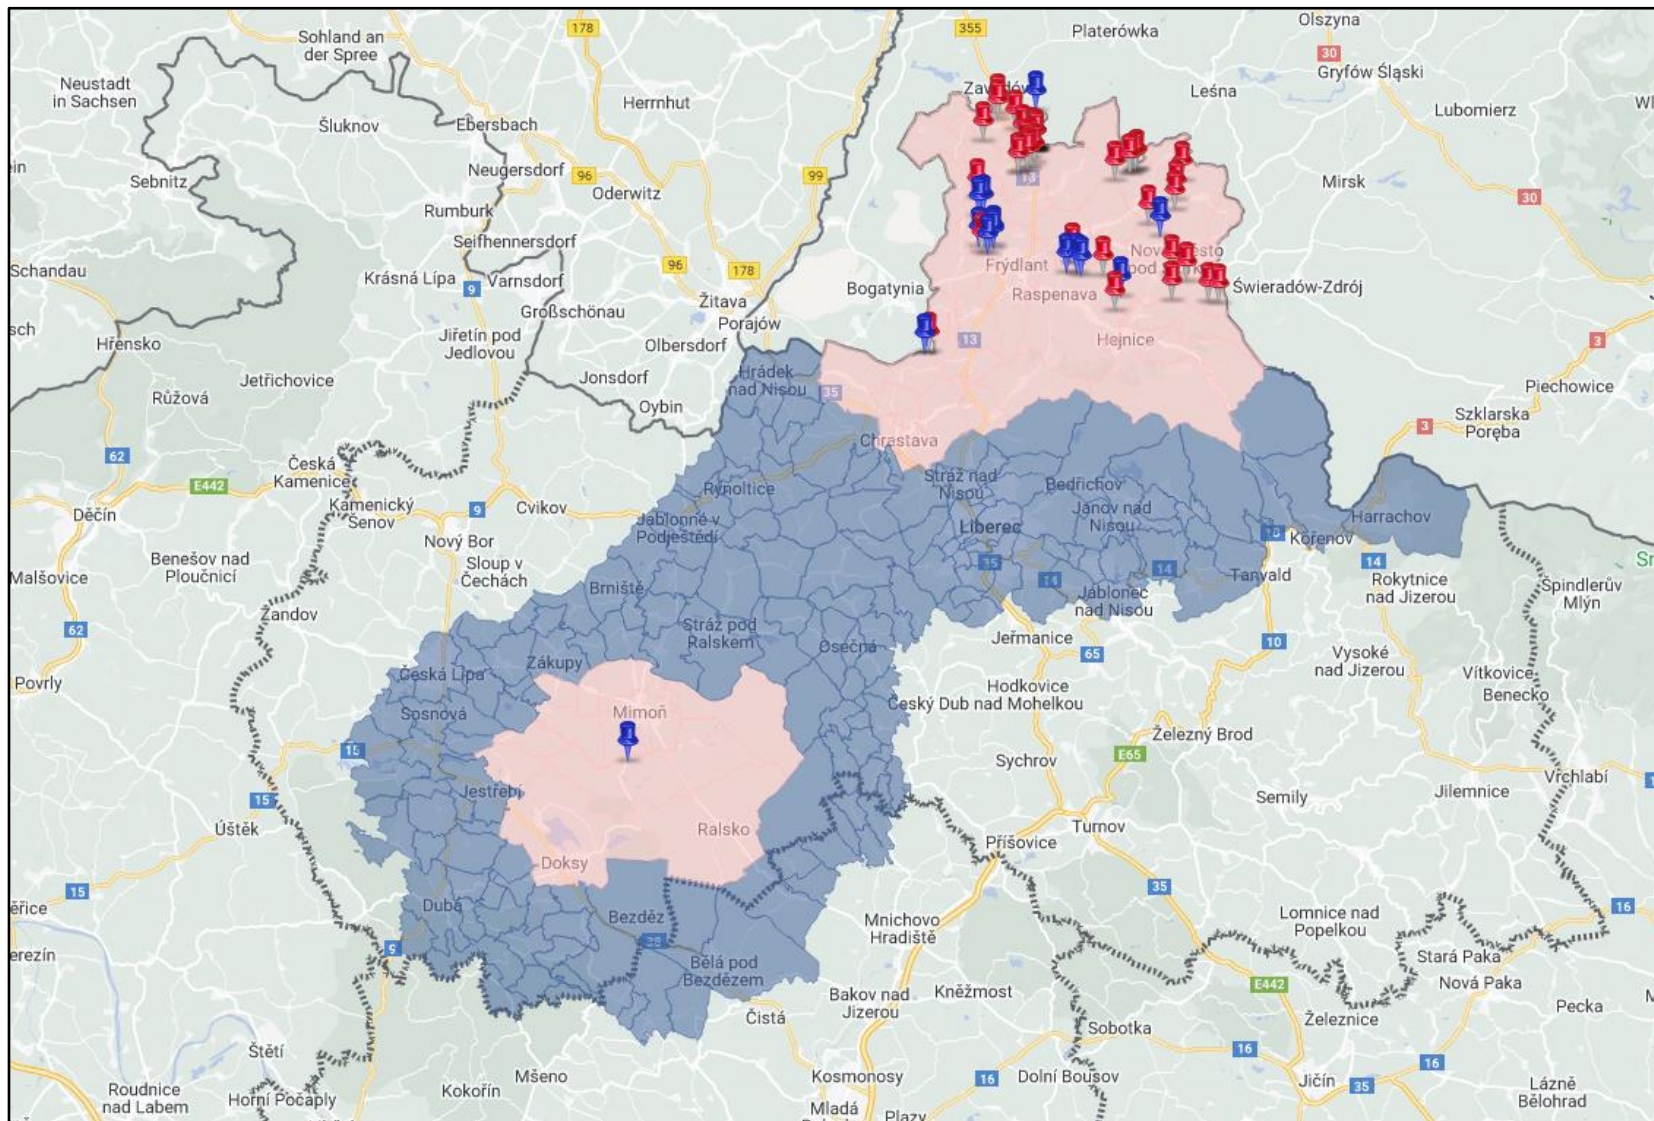 Sohland an
der Spree
178
355
Platerówka
Olszyna
30
Gryfów Śląski
Neustadt
in Sachsen
Herrnhut
Leśna
Lubomierz
Šluknov
Ebersbach
Neugersdorf
96
Oderwitz
99
13
Sebnitz
Mirsk
30
Rumburk
Seifhennersdorf
Schandau
Krásná Lípa
9
Varnsdorf
96
178
Žitava
Bogatynia
Frýdlant
Raspenava
Świeradów-Zdrój
Großschönau
Porajów
Hřensko
Jiřetín pod
Jedlovou
Olbersdorf
13
Hejnice
3
Jetřichovice
Jonsdorf
Hrádek
nad Nisou
35
Piechowice
Růžová
Oybin
Szklarska
Poręba
3
62
Chrastava
Česká
Kamenice
E442
Rynoltice
Stráž nad
Nisou
Bedřichov
Kamenický
Šenov
9
Cvikov
Děčín
Jablonné v
Podještědí
Liberec
Janov nad
Nisou
Harrachov
Nový Bor
Kořenov
Benešov nad
Ploučnicí
Sloup v
Čechách
35
14
14
Malšovice
Brniště
14
Tanvald
Jablonec
nad Nisou
Rokytnice
nad Jizerou
Špindlerův
Mlýn
Žandov
62
Stráž pod
Ralskem
Osečná
Jeřmanice
65
10
Zákupy
Česká Lípa
Vysoké
nad Jizerou
Vítkovice
Benecko
Povrly
Hodkovice
nad Mohelkou
Český Dub
Sosnová
Mimoň
15
Železný Brod
E65
Sychrov
Vrchlabí
Jestřebí
15
Semily
Jilemnice
Úštěk
Ralsko
Turnov
Příšovice
Doksy
15
35
Dubá
Bezděz
Mnichovo
Hradiště
Lomnice nad
Popelkou
16
9
38
Bělá pod
Bezdězem
Stará Paka
Nová Paka
E442
Bakov nad
Jizerou
Kněžmost
Čistá
Železnice
Pecka
Sobotka
Štětí
16
16
Mšeno
Kokořín
Kosmonosy
16
Dolní Bousov
Jičín
35
Roudnice
nad Labem
Horní Počaply
Lázně
Bělohrad
Mladá